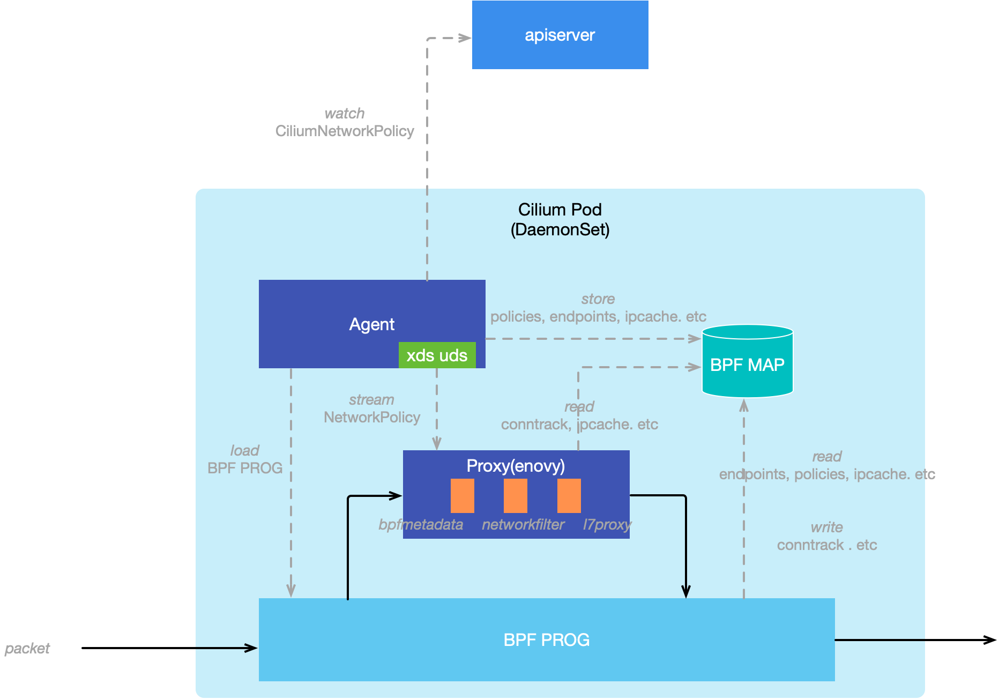 apiserver
watch
CiliumNetworkPolicy
Cilium Pod
(DaemonSet)
Agent
xds uds
store
policies, endpoints, ipcache. etc
BPF MAP
stream
NetworkPolicy
read
conntrack, ipcache. etc
load
BPF PROG
Proxy(enovy)
bpfmetadata
networkfilter
l7proxy
read
endpoints, policies, ipcache. etc
write
conntrack . etc
packet
BPF PROG